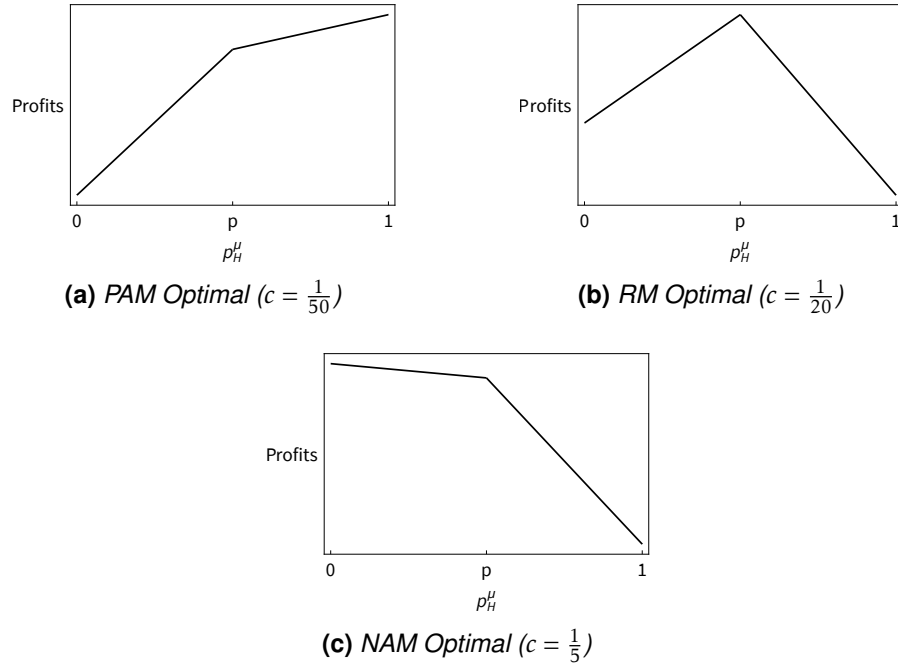 Profits
0 p 1
p_H^μ
(a) PAM Optimal (c = 1/50)
Profits
0 p 1
p_H^μ
(b) RM Optimal (c = 1/20)
Profits
0 p 1
p_H^μ
(c) NAM Optimal (c = 1/5)